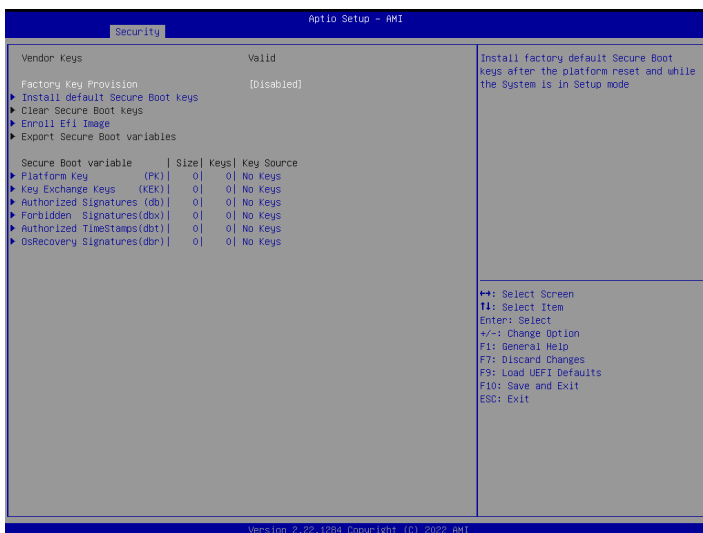 Aptio Setup – AMI
Security
Vendor Keys Valid
Factory Key Provision [Disabled]
Install default Secure Boot keys
Clear Secure Boot keys
Enroll Efi Image
Export Secure Boot variables
Secure Boot variable | Size| Keys| Key Source
Platform Key (PK)| 0| 0| No Keys
Key Exchange Keys (KEK)| 0| 0| No Keys
Authorized Signatures (db)| 0| 0| No Keys
Forbidden Signatures(dbx)| 0| 0| No Keys
Authorized TimeStamps(dbt)| 0| 0| No Keys
OsRecovery Signatures(dbr)| 0| 0| No Keys
Install factory default Secure Boot
keys after the platform reset and while
the System is in Setup mode
↔: Select Screen
↑↓: Select Item
Enter: Select
+/-: Change Option
F1: General Help
F7: Discard Changes
F9: Load UEFI Defaults
F10: Save and Exit
ESC: Exit
Version 2.22.1284 Copyright (C) 2022 AMI